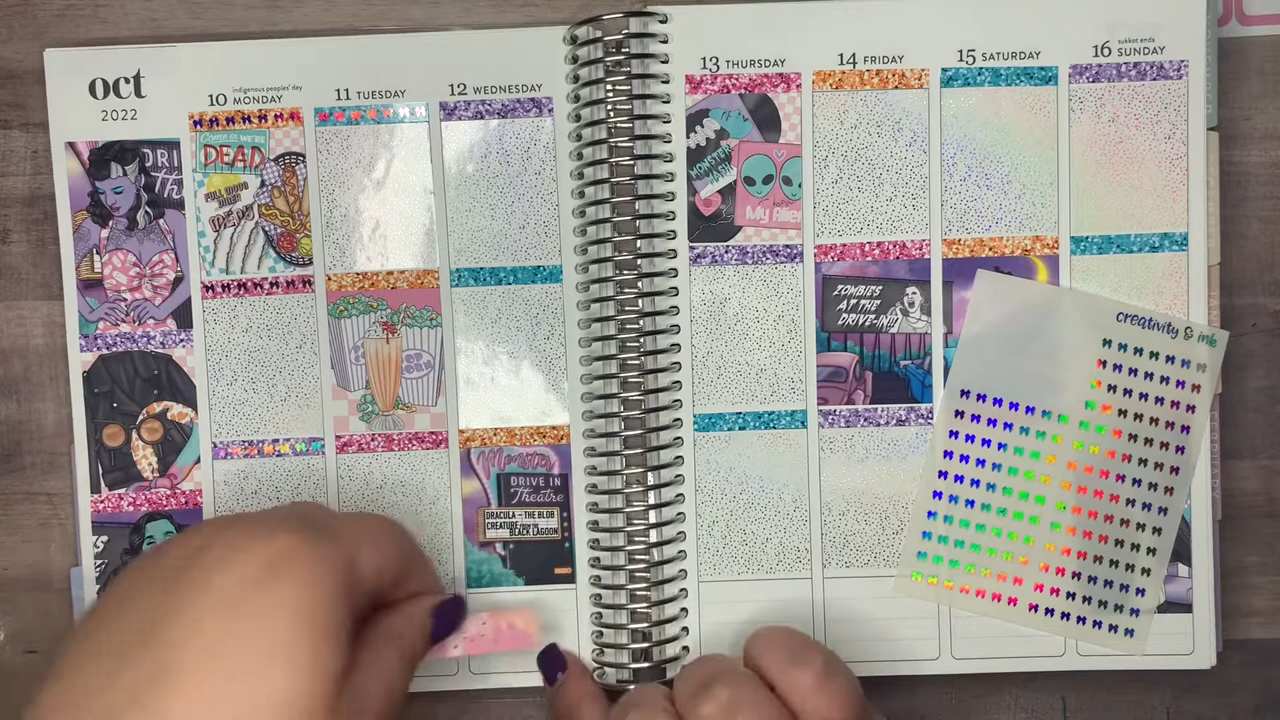 oct
2022
indigenous peoples' day
10 MONDAY
11 TUESDAY
12 WEDNESDAY
13 THURSDAY
14 FRIDAY
15 SATURDAY
sukkot ends
16 SUNDAY
Come in WE'RE
DEAD
FULL MOON
DINER
MENU
MONSTER
MASH
My Alien
ZOMBIES
AT THE
DRIVE-IN!!!
Monster
DRIVE IN
Theatre
DRACULA - THE BLOB
CREATURE FROM THE
BLACK LAGOON
creativity & ink